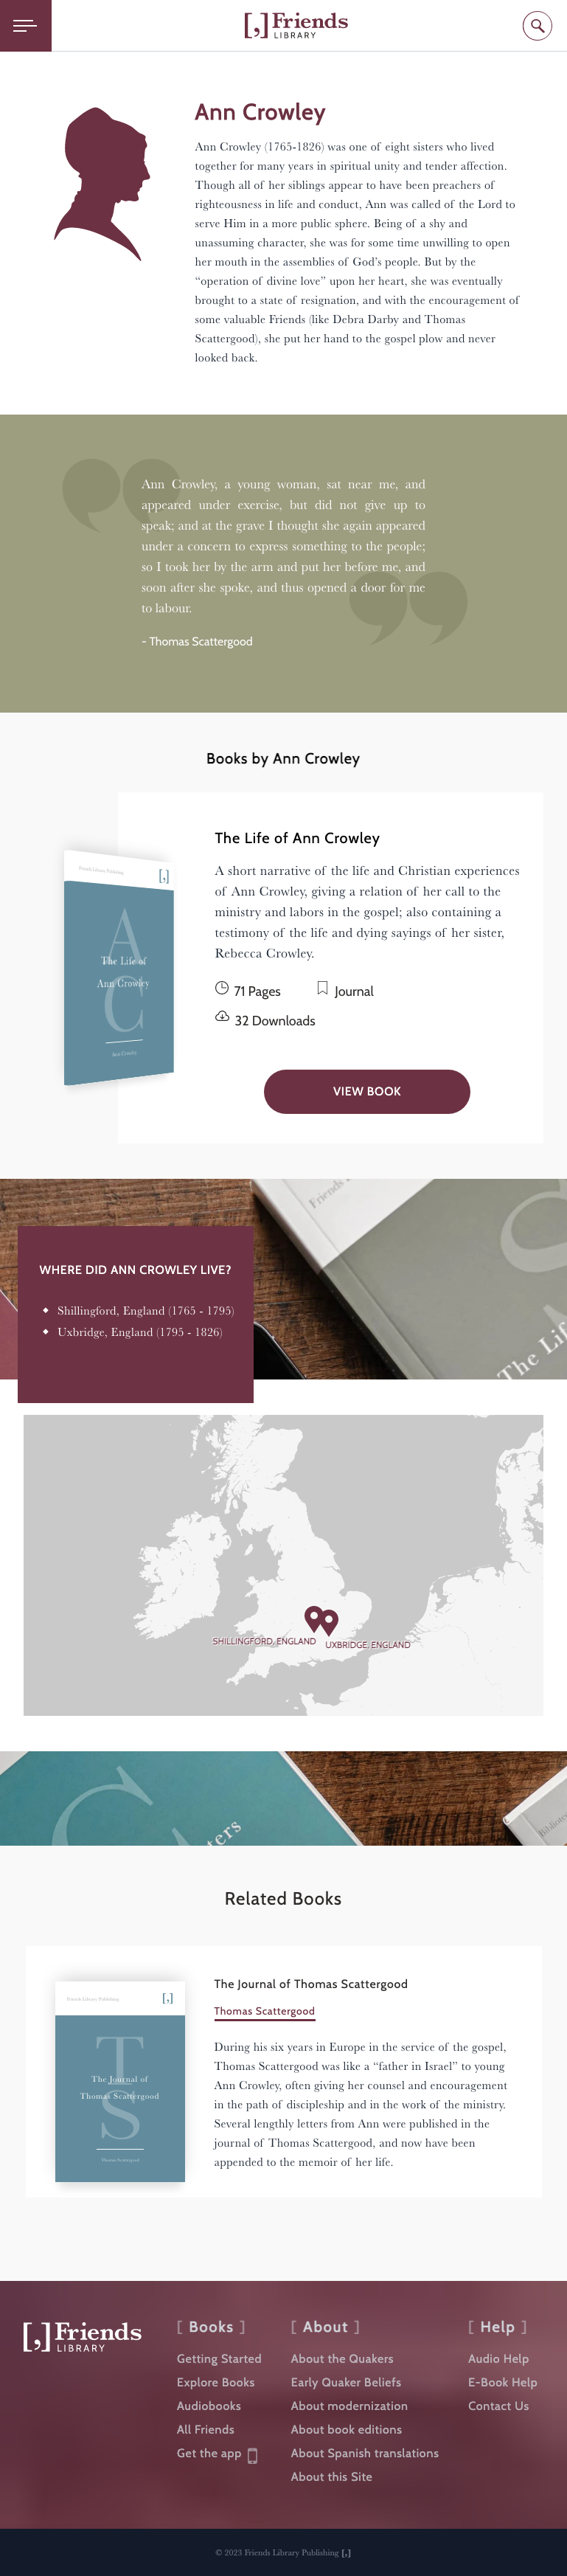 [,] Friends
LIBRARY
Ann Crowley
Ann Crowley (1765-1826) was one of eight sisters who lived
together for many years in spiritual unity and tender affection.
Though all of her siblings appear to have been preachers of
righteousness in life and conduct, Ann was called of the Lord to
serve Him in a more public sphere. Being of a shy and
unassuming character, she was for some time unwilling to open
her mouth in the assemblies of God’s people. But by the
“operation of divine love” upon her heart, she was eventually
brought to a state of resignation, and with the encouragement of
some valuable Friends (like Debra Darby and Thomas
Scattergood), she put her hand to the gospel plow and never
looked back.
Ann Crowley, a young woman, sat near me, and
appeared under exercise, but did not give up to
speak; and at the grave I thought she again appeared
under a concern to express something to the people;
so I took her by the arm and put her before me, and
soon after she spoke, and thus opened a door for me
to labour.
- Thomas Scattergood
Books by Ann Crowley
Friends Library Publishing
[,]
A
C
The Life of
Ann Crowley
Ann Crowley
The Life of Ann Crowley
A short narrative of the life and Christian experiences
of Ann Crowley, giving a relation of her call to the
ministry and labors in the gospel; also containing a
testimony of the life and dying sayings of her sister,
Rebecca Crowley.
71 Pages
Journal
32 Downloads
VIEW BOOK
Friends
The Lif
WHERE DID ANN CROWLEY LIVE?
Shillingford, England (1765 - 1795)
Uxbridge, England (1795 - 1826)
SHILLINGFORD, ENGLAND
UXBRIDGE, ENGLAND
ters
Related Books
Friends Library Publishing
[,]
T
S
The Journal of
Thomas Scattergood
Thomas Scattergood
The Journal of Thomas Scattergood
Thomas Scattergood
During his six years in Europe in the service of the gospel,
Thomas Scattergood was like a “father in Israel” to young
Ann Crowley, often giving her counsel and encouragement
in the path of discipleship and in the work of the ministry.
Several lengthly letters from Ann were published in the
journal of Thomas Scattergood, and now have been
appended to the memoir of her life.
[,] Friends
LIBRARY
[ Books ]
Getting Started
Explore Books
Audiobooks
All Friends
Get the app
[ About ]
About the Quakers
Early Quaker Beliefs
About modernization
About book editions
About Spanish translations
About this Site
[ Help ]
Audio Help
E-Book Help
Contact Us
© 2023 Friends Library Publishing [,]